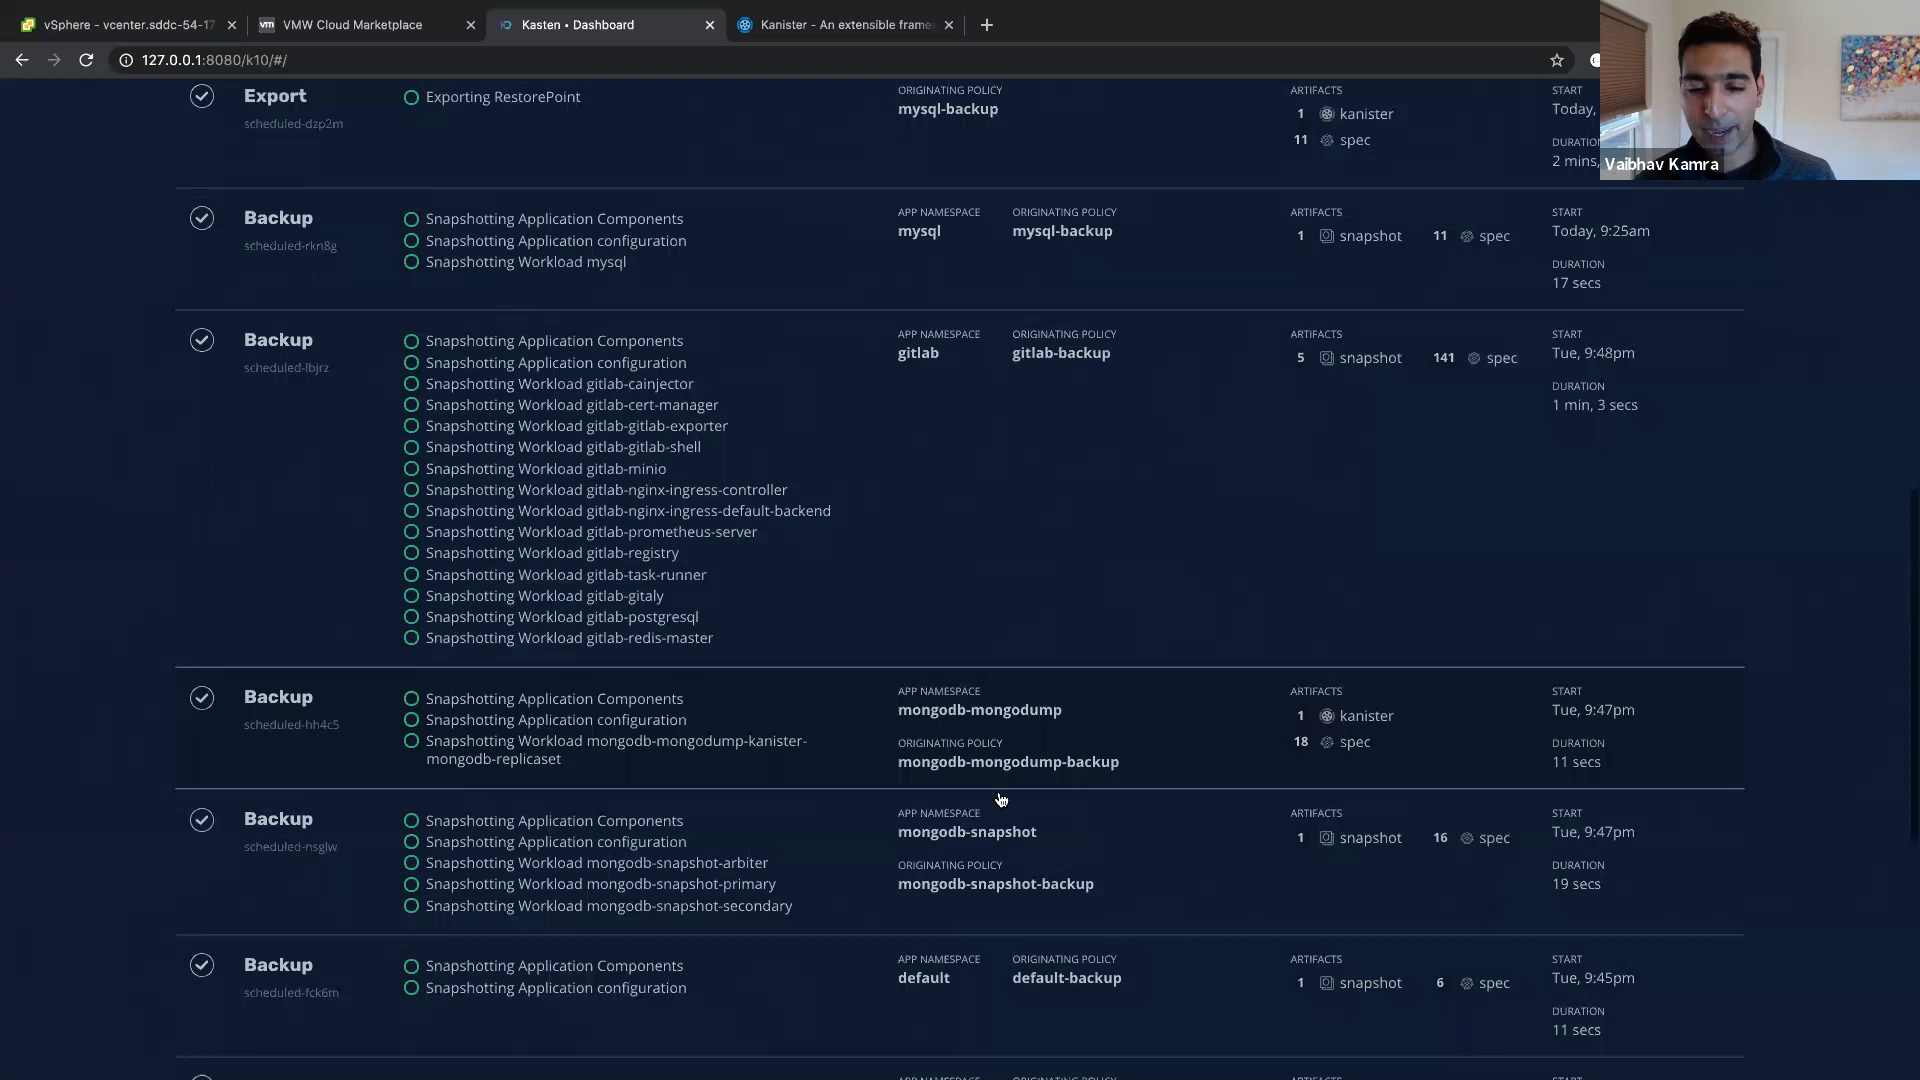 vSphere - vcenter.sddc-54-17
VMW Cloud Marketplace
Kasten • Dashboard
Kanister - An extensible frame
127.0.0.1:8080/k10/#/
Vaibhav Kamra
Export
scheduled-dzp2m
Exporting RestorePoint
ORIGINATING POLICY
mysql-backup
ARTIFACTS
1 kanister
11 spec
START
Today,
DURATION
2 mins,
Backup
scheduled-rkn8g
Snapshotting Application Components
Snapshotting Application configuration
Snapshotting Workload mysql
APP NAMESPACE
mysql
ORIGINATING POLICY
mysql-backup
ARTIFACTS
1 snapshot 11 spec
START
Today, 9:25am
DURATION
17 secs
Backup
scheduled-lbjrz
Snapshotting Application Components
Snapshotting Application configuration
Snapshotting Workload gitlab-cainjector
Snapshotting Workload gitlab-cert-manager
Snapshotting Workload gitlab-gitlab-exporter
Snapshotting Workload gitlab-gitlab-shell
Snapshotting Workload gitlab-minio
Snapshotting Workload gitlab-nginx-ingress-controller
Snapshotting Workload gitlab-nginx-ingress-default-backend
Snapshotting Workload gitlab-prometheus-server
Snapshotting Workload gitlab-registry
Snapshotting Workload gitlab-task-runner
Snapshotting Workload gitlab-gitaly
Snapshotting Workload gitlab-postgresql
Snapshotting Workload gitlab-redis-master
APP NAMESPACE
gitlab
ORIGINATING POLICY
gitlab-backup
ARTIFACTS
5 snapshot 141 spec
START
Tue, 9:48pm
DURATION
1 min, 3 secs
Backup
scheduled-hh4c5
Snapshotting Application Components
Snapshotting Application configuration
Snapshotting Workload mongodb-mongodump-kanister-
mongodb-replicaset
APP NAMESPACE
mongodb-mongodump
ORIGINATING POLICY
mongodb-mongodump-backup
ARTIFACTS
1 kanister
18 spec
START
Tue, 9:47pm
DURATION
11 secs
Backup
scheduled-nsglw
Snapshotting Application Components
Snapshotting Application configuration
Snapshotting Workload mongodb-snapshot-arbiter
Snapshotting Workload mongodb-snapshot-primary
Snapshotting Workload mongodb-snapshot-secondary
APP NAMESPACE
mongodb-snapshot
ORIGINATING POLICY
mongodb-snapshot-backup
ARTIFACTS
1 snapshot 16 spec
START
Tue, 9:47pm
DURATION
19 secs
Backup
scheduled-fck6m
Snapshotting Application Components
Snapshotting Application configuration
APP NAMESPACE
default
ORIGINATING POLICY
default-backup
ARTIFACTS
1 snapshot 6 spec
START
Tue, 9:45pm
DURATION
11 secs